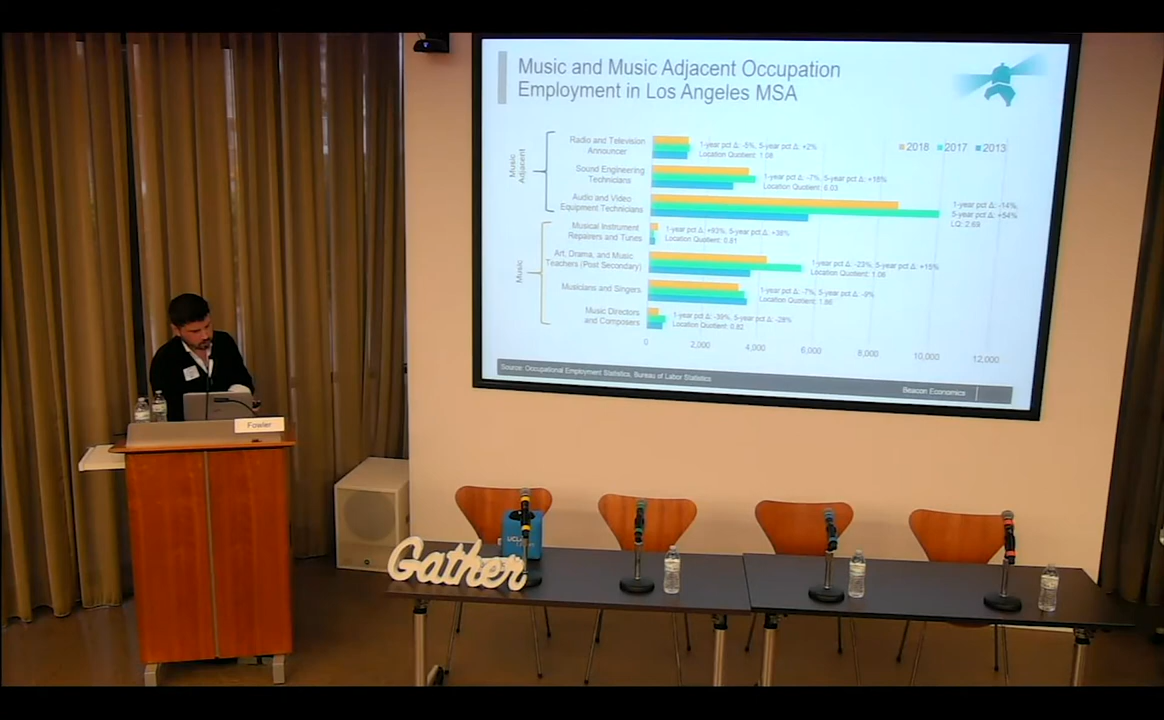 Music and Music Adjacent Occupation
Employment in Los Angeles MSA
2018 2017 2013
Music
Adjacent
Radio and Television
Announcer
1-year pct Δ: -5%, 5-year pct Δ: +2%
Location Quotient: 1.08
Sound Engineering
Technicians
1-year pct Δ: -7%, 5-year pct Δ: +18%
Location Quotient: 6.03
Audio and Video
Equipment Technicians
1-year pct Δ: -14%,
5-year pct Δ: +54%
LQ: 2.69
Music
Musical Instrument
Repairers and Tunes
1-year pct Δ: +93%, 5-year pct Δ: +38%
Location Quotient: 0.81
Art, Drama, and Music
Teachers (Post Secondary)
1-year pct Δ: -23%, 5-year pct Δ: +15%
Location Quotient: 1.06
Musicians and Singers
1-year pct Δ: -7%, 5-year pct Δ: -9%
Location Quotient: 1.86
Music Directors
and Composers
1-year pct Δ: -39%, 5-year pct Δ: -28%
Location Quotient: 0.82
0 2,000 4,000 6,000 8,000 10,000 12,000
Source: Occupational Employment Statistics, Bureau of Labor Statistics
Beacon Economics
Fowler
UCLA
Gather